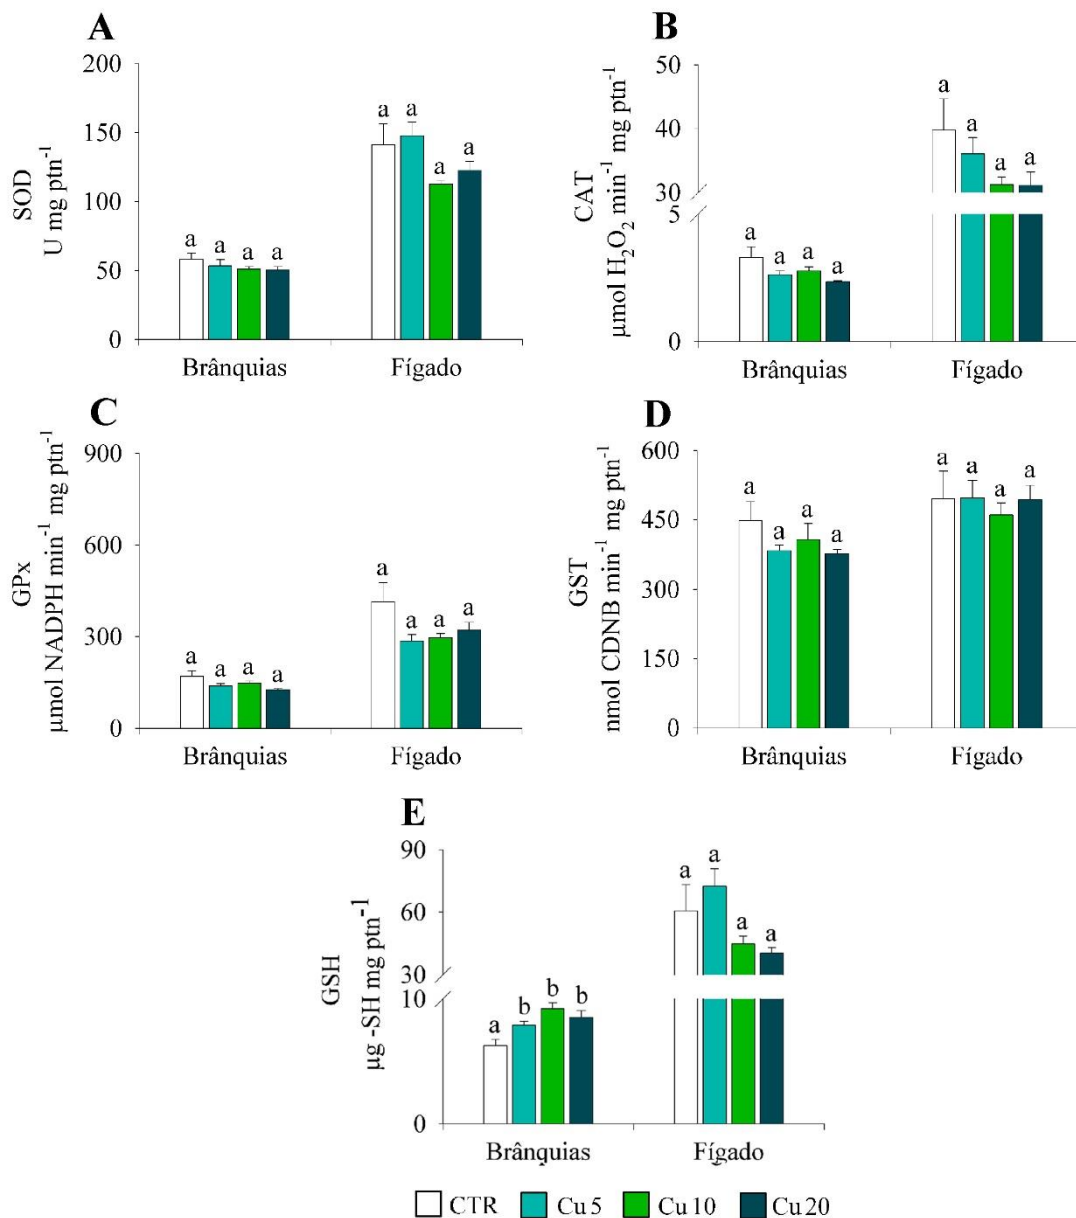 A
SOD
U mg ptn⁻¹
200
150
100
50
0
a a a a
a a a a
Brânquias Fígado
B
CAT
µmol H₂O₂ min⁻¹ mg ptn⁻¹
50
40
30
5
0
a a a a
a a a a
Brânquias Fígado
C
GPx
µmol NADPH min⁻¹ mg ptn⁻¹
900
600
300
0
a a a a
a a a a
Brânquias Fígado
D
GST
nmol CDNB min⁻¹ mg ptn⁻¹
600
450
300
150
0
a a a a
a a a a
Brânquias Fígado
E
GSH
µg -SH mg ptn⁻¹
90
60
30
10
0
a b b b
a a a a
Brânquias Fígado
CTR Cu 5 Cu 10 Cu 20